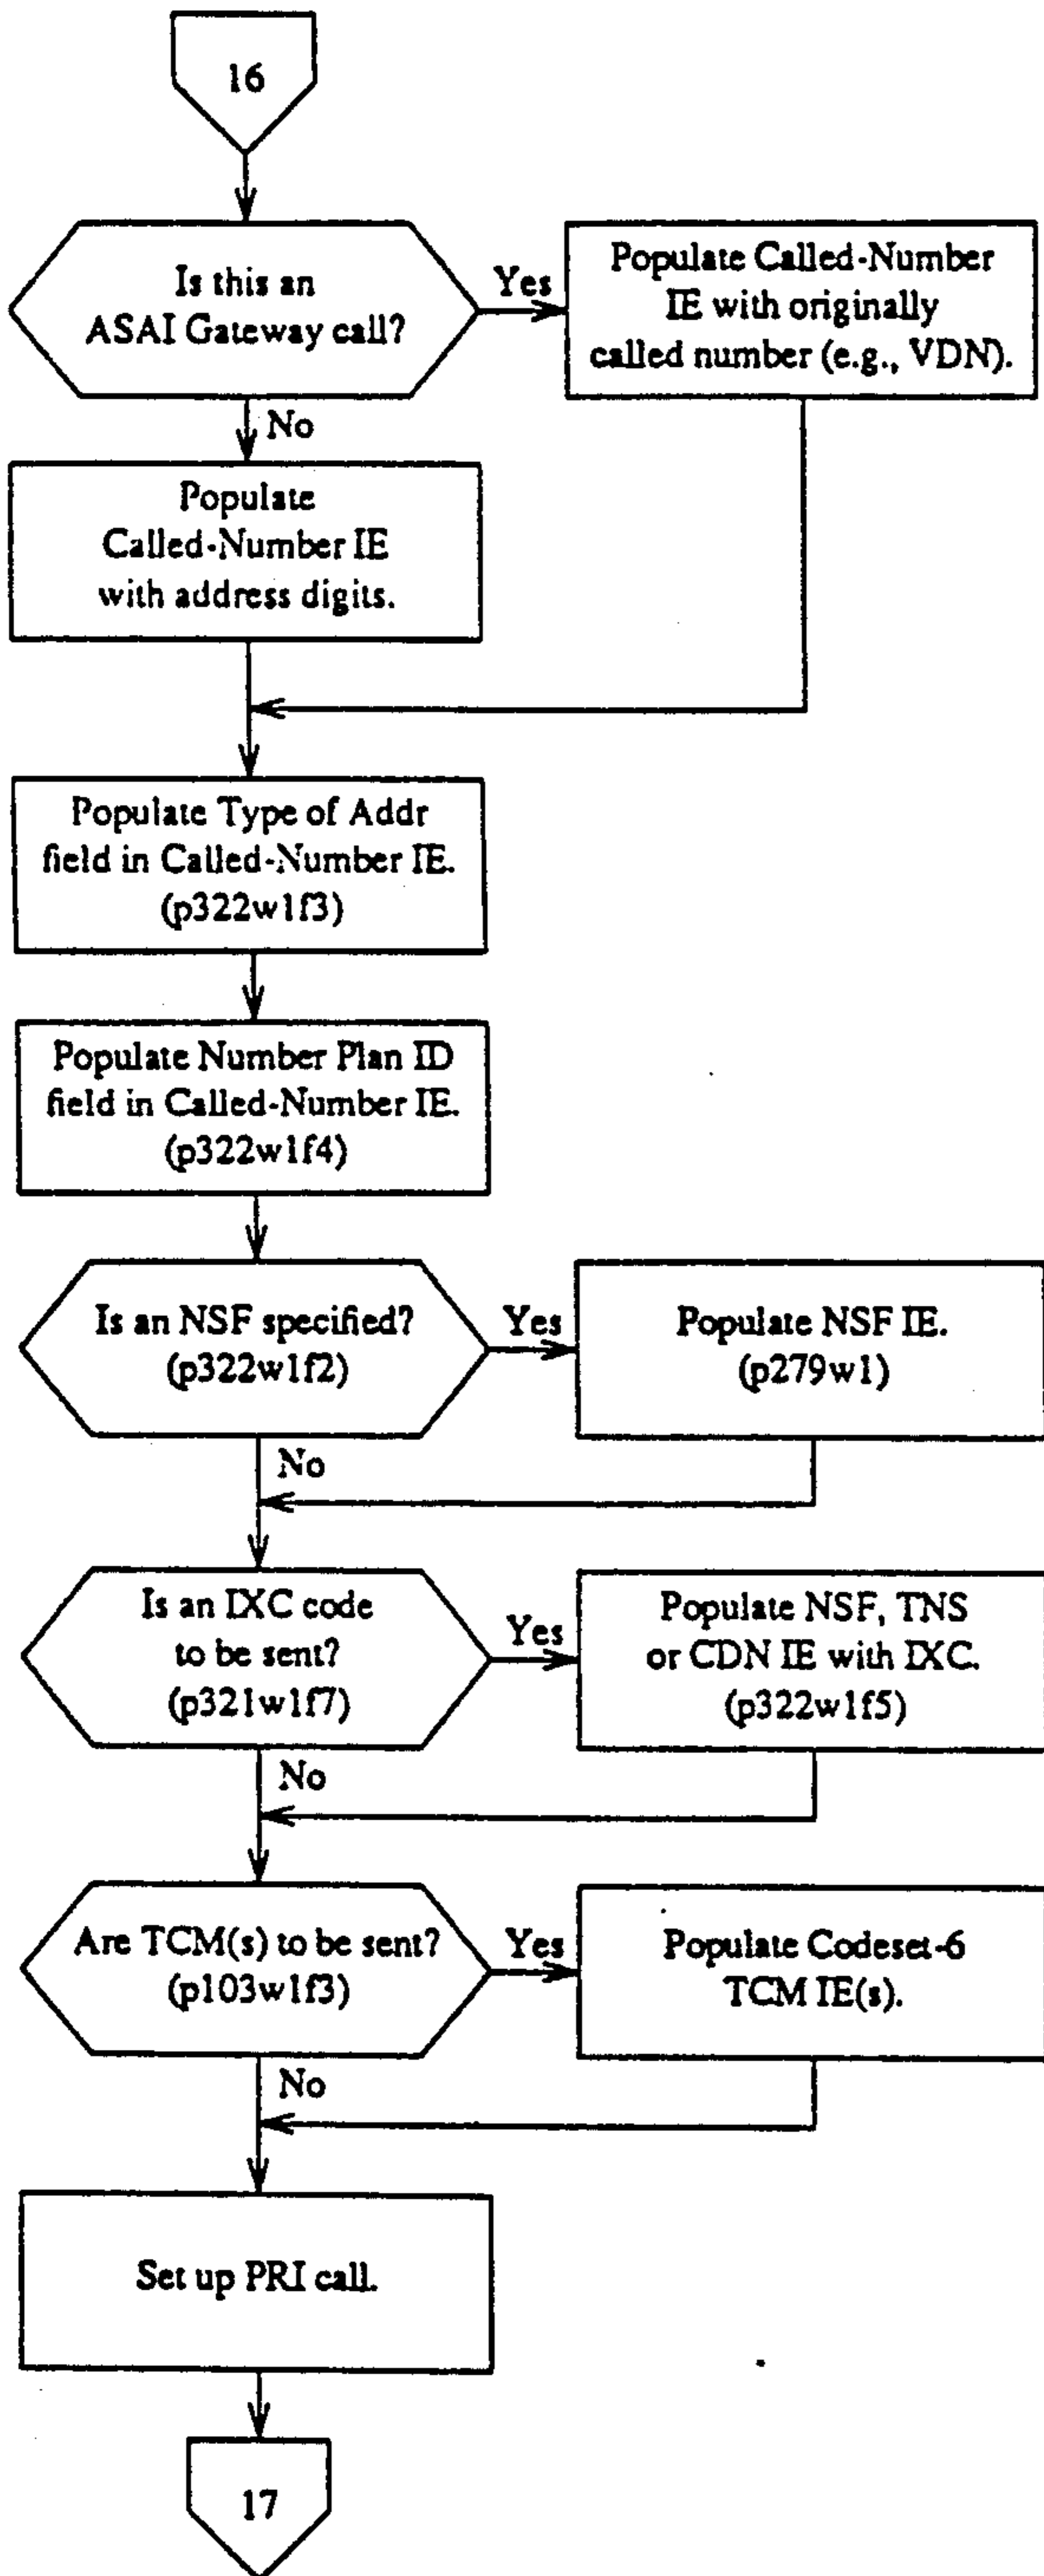 16
Is this an
ASAI Gateway call?
Yes
Populate Called-Number
IE with originally
called number (e.g., VDN).
No
Populate
Called-Number IE
with address digits.
Populate Type of Addr
field in Called-Number IE.
(p322w1f3)
Populate Number Plan ID
field in Called-Number IE.
(p322w1f4)
Is an NSF specified?
(p322w1f2)
Yes
Populate NSF IE.
(p279w1)
No
Is an IXC code
to be sent?
(p321w1f7)
Yes
Populate NSF, TNS
or CDN IE with IXC.
(p322w1f5)
No
Are TCM(s) to be sent?
(p103w1f3)
Yes
Populate Codeset-6
TCM IE(s).
No
Set up PRI call.
17